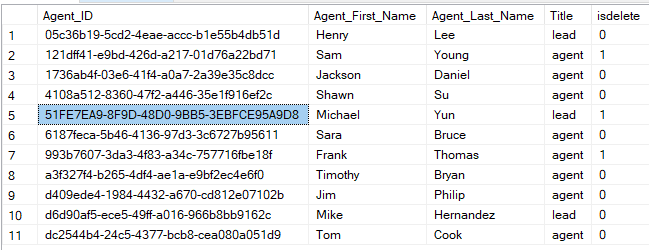 Agent_ID Agent_First_Name Agent_Last_Name Title isdelete
1 05c36b19-5cd2-4eae-accc-b1e55b4db51d Henry Lee lead 0
2 121dff41-e9bd-426d-a217-01d76a22bd71 Sam Young agent 1
3 1736ab4f-03e6-41f4-a0a7-2a39e35c8dcc Jackson Daniel agent 0
4 4108a512-8360-47f2-a446-35e1f916ef2c Shawn Su agent 0
5 51FE7EA9-8F9D-48D0-9BB5-3EBFCE95A9D8 Michael Yun lead 1
6 6187feca-5b46-4136-97d3-3c6727b95611 Sara Bruce agent 0
7 993b7607-3da3-4f83-a34c-757716fbe18f Frank Thomas agent 1
8 a3f327f4-b265-4df4-ae1a-e9bf2ec4e6f0 Timothy Bryan agent 0
9 d409ede4-1984-4432-a670-cd812e07102b Jim Philip agent 0
10 d6d90af5-ece5-49ff-a016-966b8bb9162c Mike Hernandez lead 0
11 dc2544b4-24c5-4377-bcb8-cea080a051d9 Tom Cook agent 0